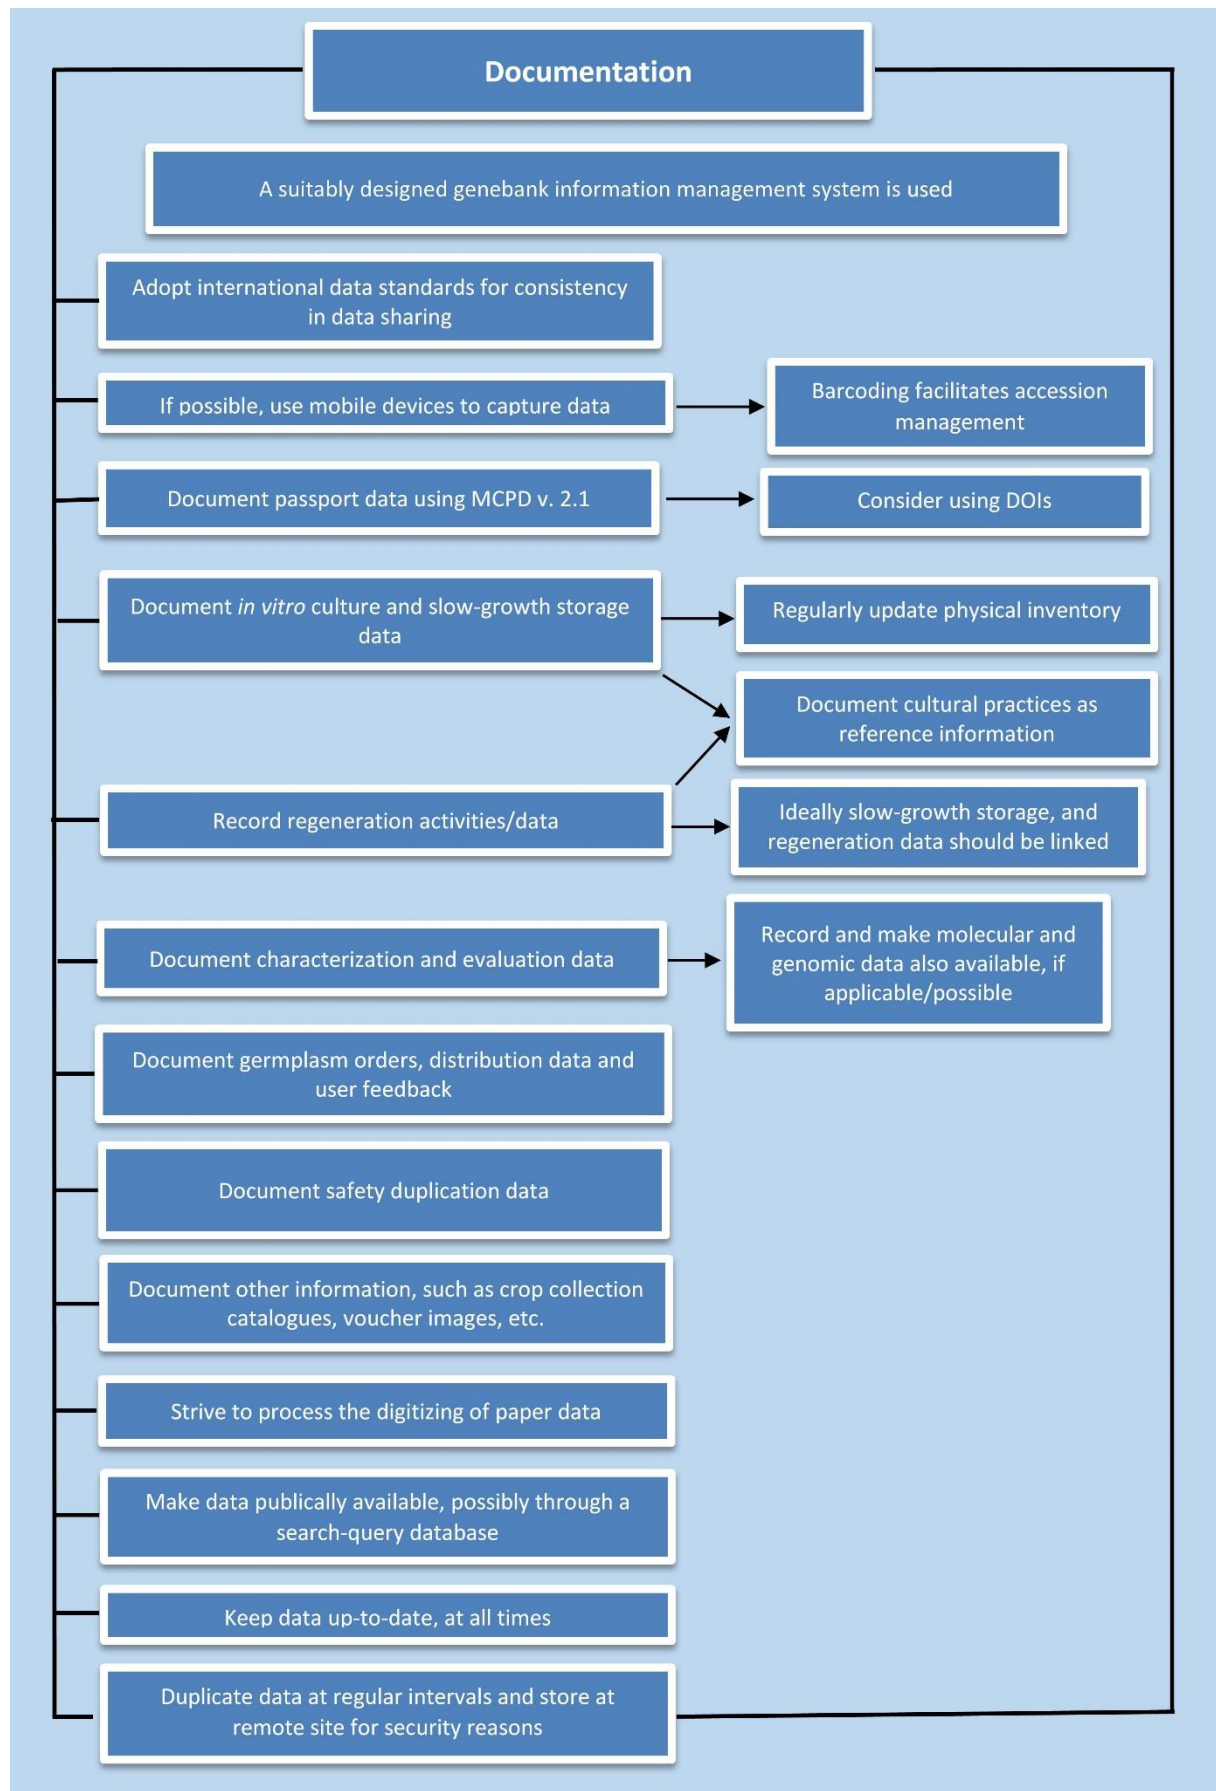 Documentation
A suitably designed genebank information management system is used
Adopt international data standards for consistency
in data sharing
If possible, use mobile devices to capture data
Barcoding facilitates accession
management
Document passport data using MCPD v. 2.1
Consider using DOIs
Document in vitro culture and slow-growth storage
data
Regularly update physical inventory
Document cultural practices as
reference information
Record regeneration activities/data
Ideally slow-growth storage, and
regeneration data should be linked
Document characterization and evaluation data
Record and make molecular and
genomic data also available, if
applicable/possible
Document germplasm orders, distribution data and
user feedback
Document safety duplication data
Document other information, such as crop collection
catalogues, voucher images, etc.
Strive to process the digitizing of paper data
Make data publically available, possibly through a
search-query database
Keep data up-to-date, at all times
Duplicate data at regular intervals and store at
remote site for security reasons